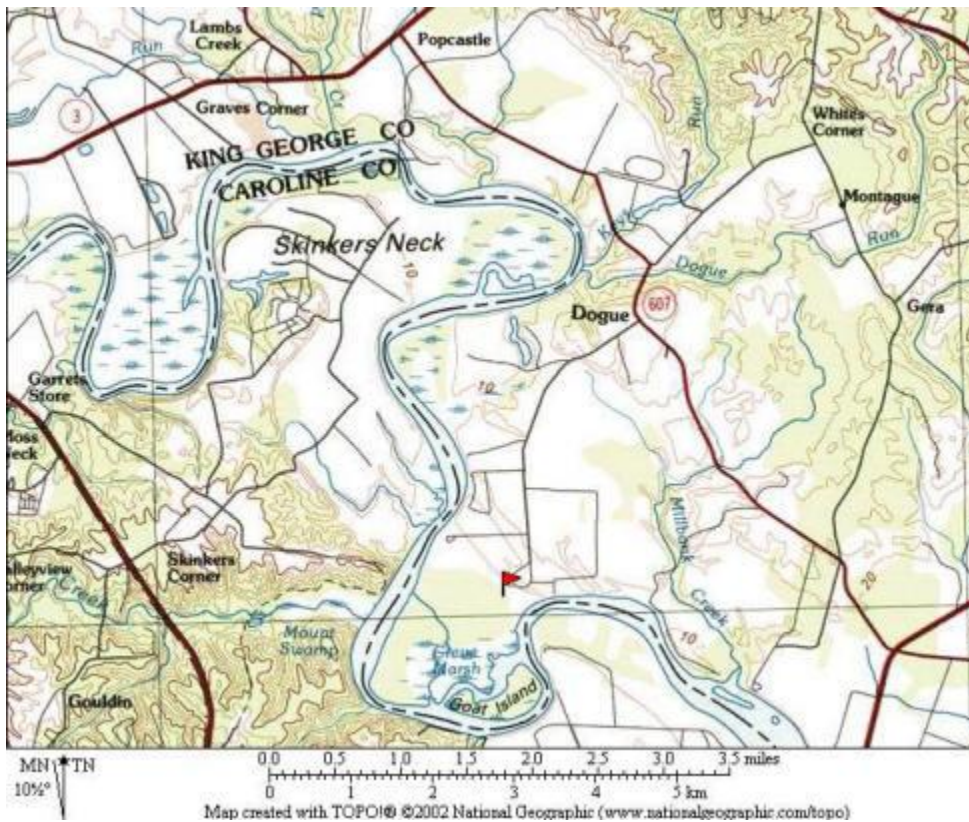 Lambs
Creek
Popcastle
Run
Graves Corner
Cr
3
Run
Whites
Corner
KING GEORGE CO
CAROLINE CO
Skinkers Neck
10
Montague
Run
Dogue
607
Dogue
Gera
10
Garrets
Store
Moss
Neck
Millbank
Creek
Skinkers
Corner
20
Creek
Mount
Swamp
10
Marsh
Goat Island
Gouldin
MN TN
10½°
0.0 0.5 1.0 1.5 2.0 2.5 3.0 3.5 miles
0 1 2 3 4 5 km
Map created with TOPO!® ©2002 National Geographic (www.nationalgeographic.com/topo)